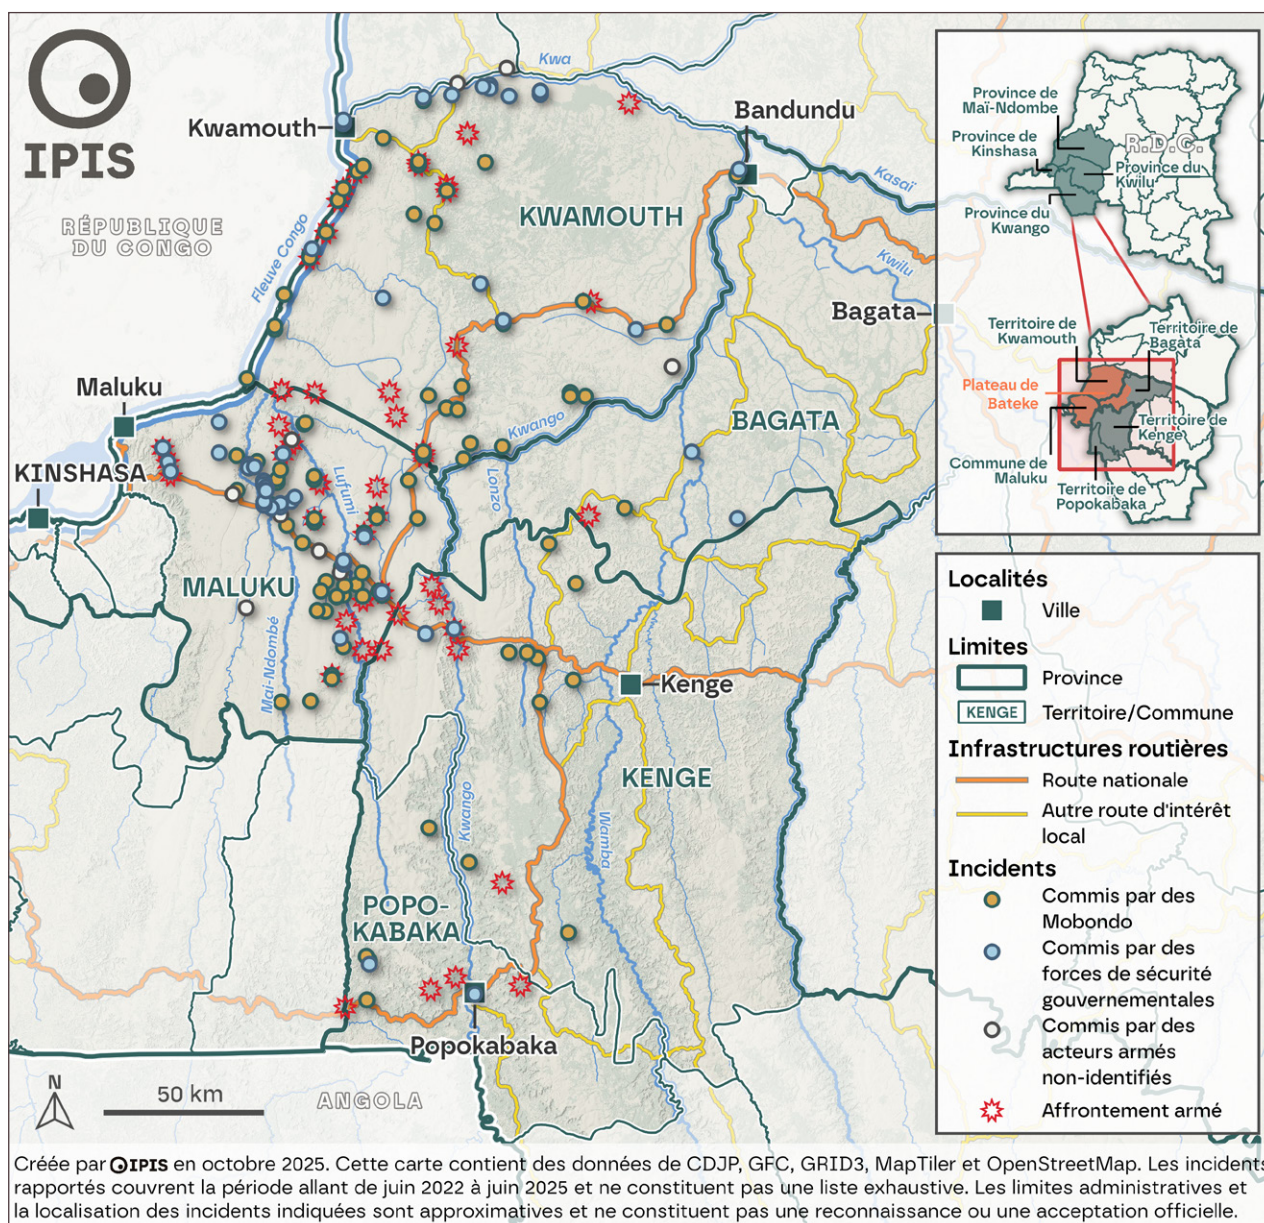 IPIS
RÉPUBLIQUE
DU CONGO
Kwamouth
Kwa
Bandundu
Kasaï
KWAMOUTH
Fleuve Congo
Kwilu
Bagata
Maluku
KINSHASA
BAGATA
Kwango
Lonzo
Lufumi
MALUKU
Mai-Ndombé
Kenge
KENGE
Kwango
Wamba
POPO-
KABAKA
Popokabaka
N
50 km
ANGOLA
Province de
Maï-Ndombe
Province de
Kinshasa
R.D.C.
Province du
Kwilu
Province du
Kwango
Territoire de
Kwamouth
Territoire de
Bagata
Plateau de
Bateke
Territoire de
Kenge
Commune de
Maluku
Territoire de
Popokabaka
Localités
Ville
Limites
Province
KENGE Territoire/Commune
Infrastructures routières
Route nationale
Autre route d'intérêt
local
Incidents
Commis par des
Mobondo
Commis par des
forces de sécurité
gouvernementales
Commis par des
acteurs armés
non-identifiés
Affrontement armé
Créée par IPIS en octobre 2025. Cette carte contient des données de CDJP, GFC, GRID3, MapTiler et OpenStreetMap. Les incidents
rapportés couvrent la période allant de juin 2022 à juin 2025 et ne constituent pas une liste exhaustive. Les limites administratives et
la localisation des incidents indiquées sont approximatives et ne constituent pas une reconnaissance ou une acceptation officielle.